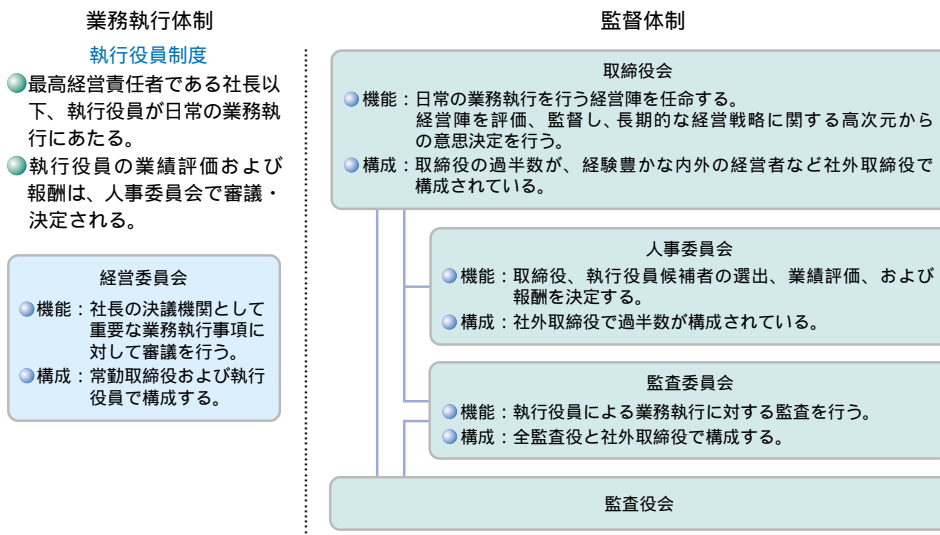 業務執行体制
執行役員制度
最高経営責任者である社長以
下、執行役員が日常の業務執
行にあたる。
執行役員の業績評価および
報酬は、人事委員会で審議・
決定される。
経営委員会
機能：社長の決議機関として
重要な業務執行事項に
対して審議を行う。
構成：常勤取締役および執行
役員で構成する。
監督体制
取締役会
機能：日常の業務執行を行う経営陣を任命する。
経営陣を評価、監督し、長期的な経営戦略に関する高次元から
の意思決定を行う。
構成：取締役の過半数が、経験豊かな内外の経営者など社外取締役で
構成されている。
人事委員会
機能：取締役、執行役員候補者の選出、業績評価、および
報酬を決定する。
構成：社外取締役で過半数が構成されている。
監査委員会
機能：執行役員による業務執行に対する監査を行う。
構成：全監査役と社外取締役で構成する。
監査役会